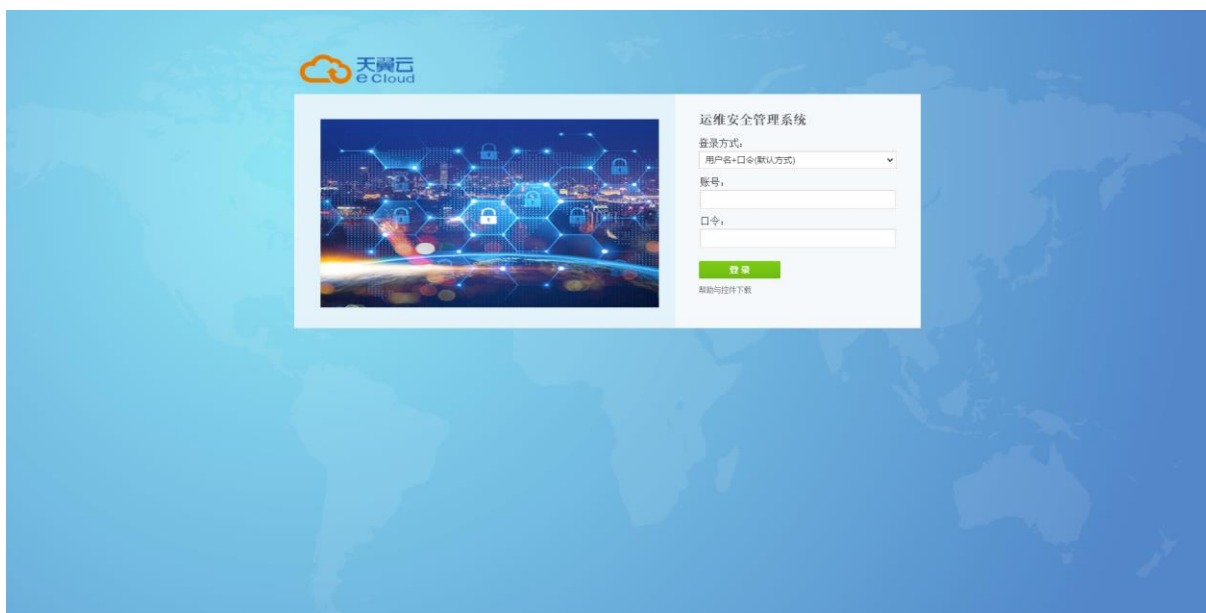 天翼云
e Cloud
运维安全管理系统
登录方式：
用户名+口令(默认方式)
账号：
口令：
登录
帮助与控件下载